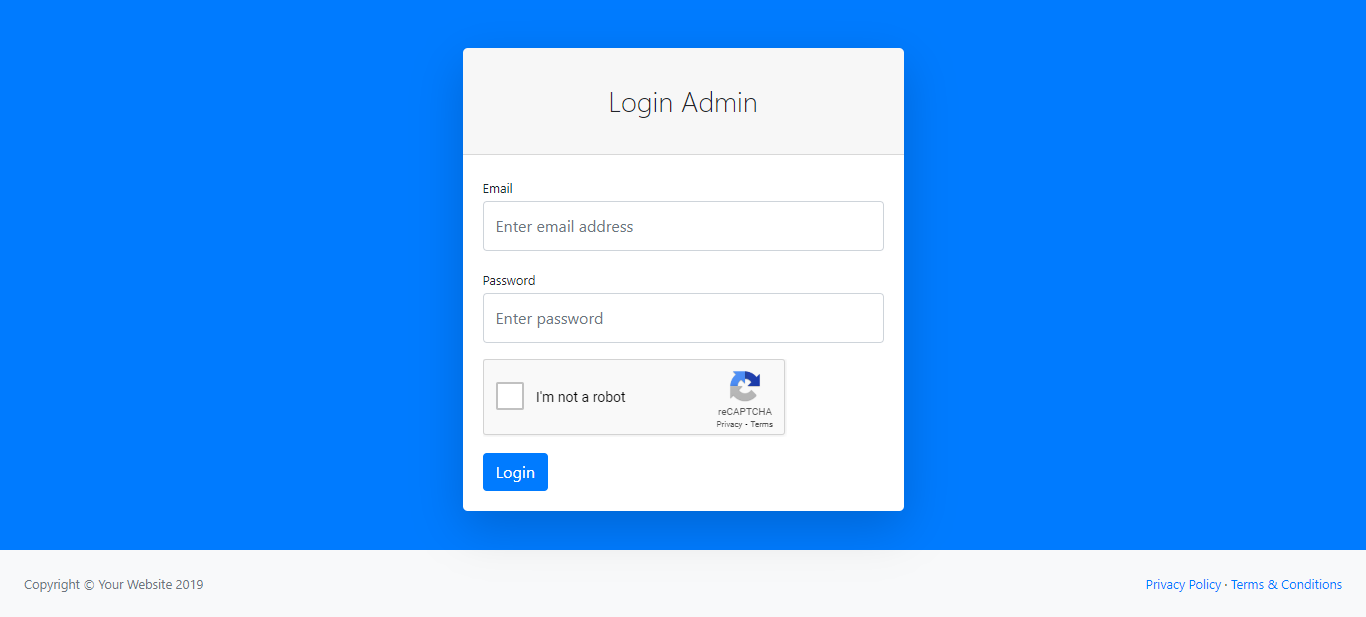 Login Admin
Email
Enter email address
Password
Enter password
I'm not a robot
reCAPTCHA
Privacy - Terms
Login
Copyright © Your Website 2019
Privacy Policy · Terms & Conditions